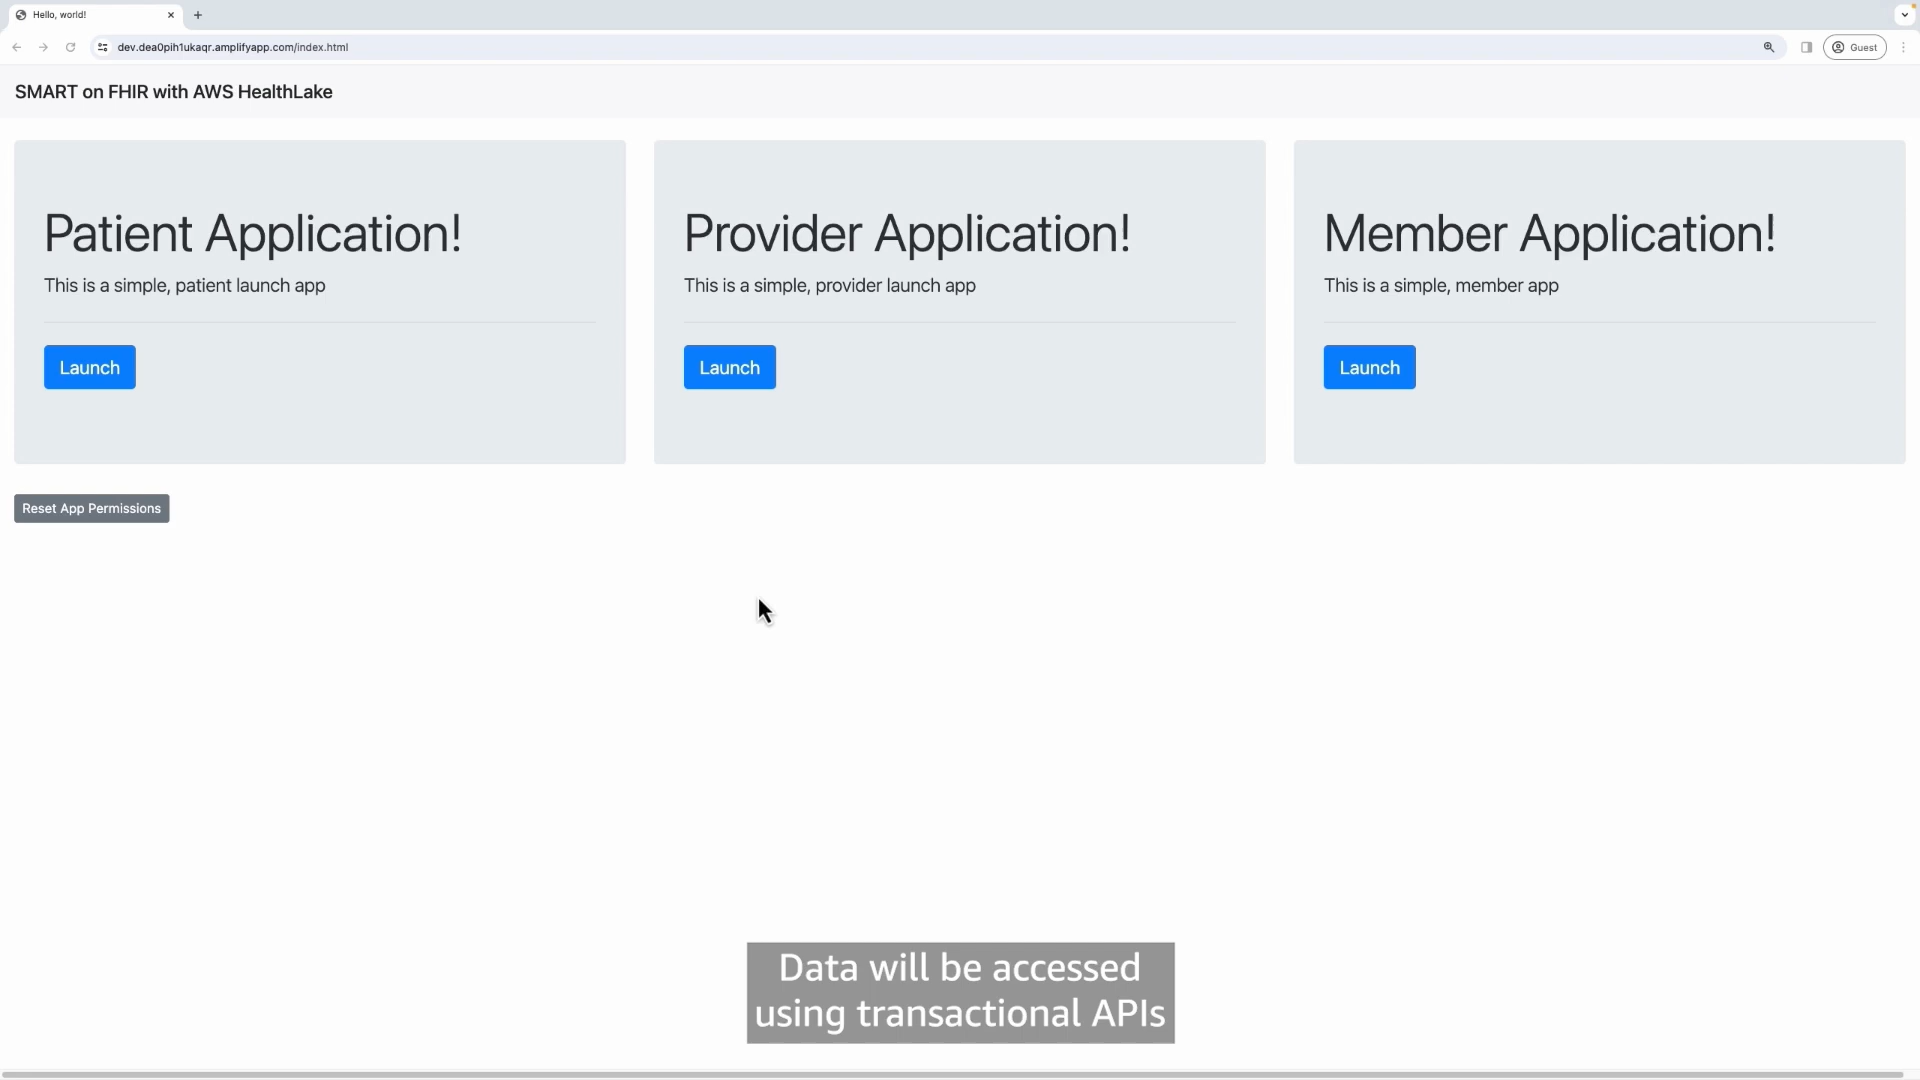 Hello, world!
dev.dea0pih1ukaqr.amplifyapp.com/index.html
Guest
SMART on FHIR with AWS HealthLake
Patient Application!
This is a simple, patient launch app
Launch
Provider Application!
This is a simple, provider launch app
Launch
Member Application!
This is a simple, member app
Launch
Reset App Permissions
Data will be accessed
using transactional APIs